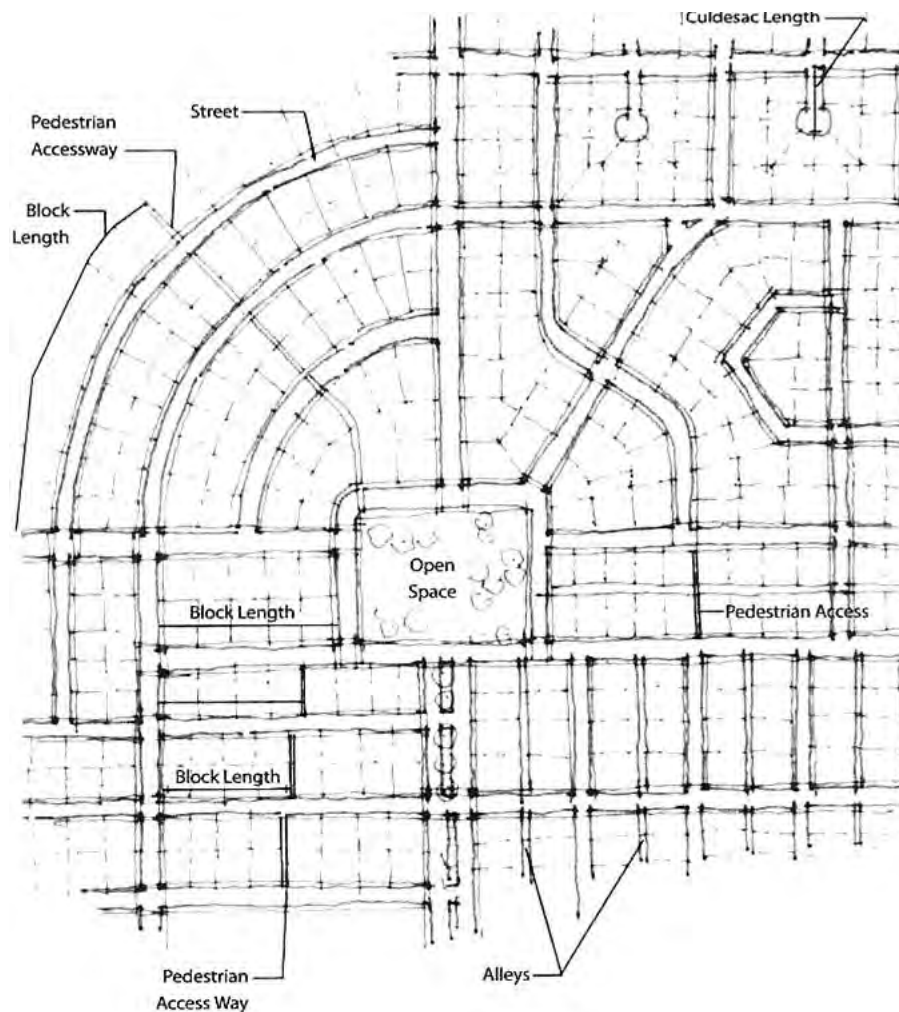 Culdesac Length
Street
Pedestrian
Accessway
Block
Length
Open
Space
Block Length
Pedestrian Access
Block Length
Alleys
Pedestrian
Access Way